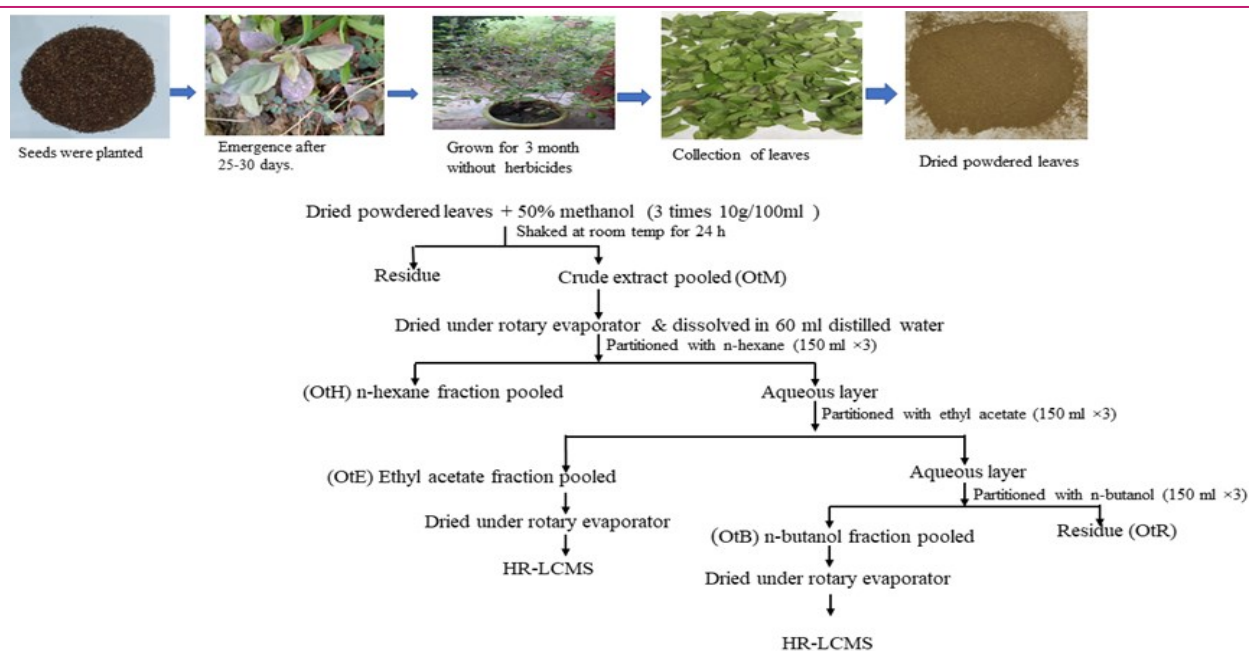 Seeds were planted
Emergence after
25-30 days.
Grown for 3 month
without herbicides
Collection of leaves
Dried powdered leaves
Dried powdered leaves + 50% methanol (3 times 10g/100ml )
Shaked at room temp for 24 h
Residue
Crude extract pooled (OtM)
Dried under rotary evaporator & dissolved in 60 ml distilled water
Partitioned with n-hexane (150 ml ×3)
(OtH) n-hexane fraction pooled
Aqueous layer
Partitioned with ethyl acetate (150 ml ×3)
(OtE) Ethyl acetate fraction pooled
Aqueous layer
Partitioned with n-butanol (150 ml ×3)
Dried under rotary evaporator
(OtB) n-butanol fraction pooled
Residue (OtR)
HR-LCMS
Dried under rotary evaporator
HR-LCMS